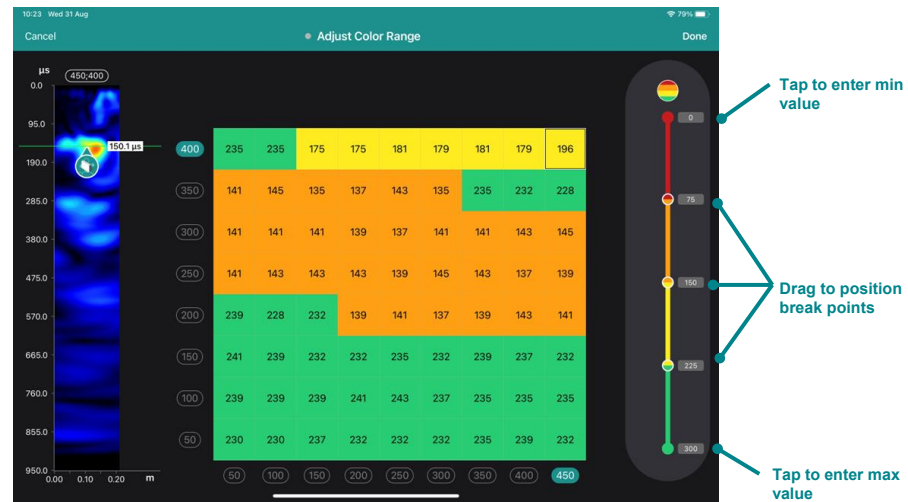 10:23 Wed 31 Aug
79%
Cancel
Adjust Color Range
Done
µs
450;400
0.0
95.0
150.1 µs
190.0
285.0
380.0
475.0
570.0
665.0
760.0
855.0
950.0
0.00 0.10 0.20 m
400 235 235 175 175 181 179 181 179 196
350 141 145 135 137 143 135 235 232 228
300 141 141 141 139 137 141 141 143 145
250 141 143 143 143 139 145 143 137 139
200 239 228 232 139 141 137 139 143 141
150 241 239 232 232 235 232 239 237 232
100 239 239 239 241 243 237 235 235 235
50 230 230 237 232 232 232 235 239 232
50 100 150 200 250 300 350 400 450
0
75
150
225
300
Tap to enter min
value
Drag to position
break points
Tap to enter max
value